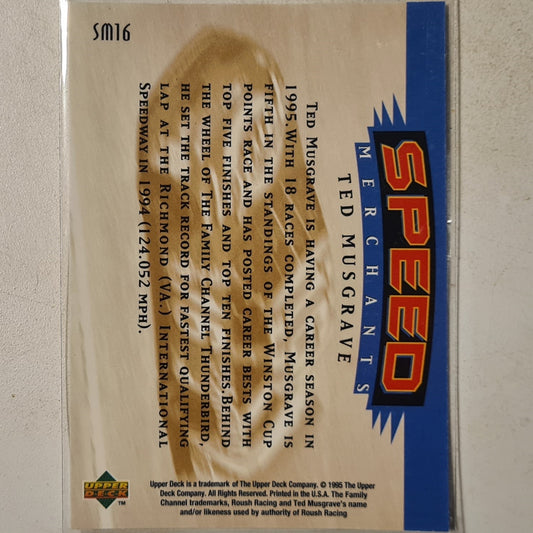 SM16
SPEED
MERCHANTS
TED MUSGRAVE
TED MUSGRAVE IS HAVING A CAREER SEASON IN
1995. WITH 18 RACES COMPLETED, MUSGRAVE IS
FIFTH IN THE STANDINGS OF THE WINSTON CUP
POINTS RACE AND HAS POSTED CAREER BESTS WITH
TOP FIVE FINISHES AND TOP TEN FINISHES. BEHIND
THE WHEEL OF THE FAMILY CHANNEL THUNDERBIRD,
HE SET THE TRACK RECORD FOR FASTEST QUALIFYING
LAP AT THE RICHMOND (VA.) INTERNATIONAL
SPEEDWAY IN 1994 (124.052 MPH).
UPPER
DECK
TM
Upper Deck is a trademark of The Upper Deck Company. © 1995 The Upper
Deck Company. All Rights Reserved. Printed in the U.S.A. The Family
Channel trademarks, Roush Racing and Ted Musgrave's name
and/or likeness used by authority of Roush Racing